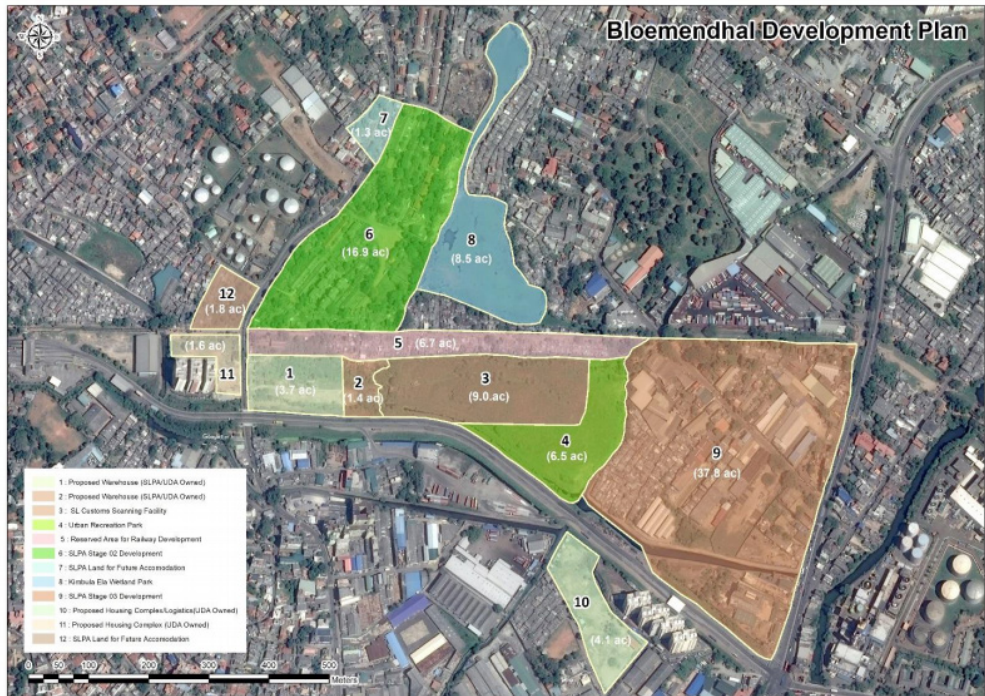 Bloemendhal Development Plan
7
(1.3 ac)
6
(16.9 ac)
8
(8.5 ac)
12
(1.8 ac)
(1.6 ac)
11
5
(6.7 ac)
1
(3.7 ac)
2
(1.4 ac)
3
(9.0 ac)
4
(6.5 ac)
9
(37.8 ac)
10
(4.1 ac)
1 : Proposed Warehouse (SLPA/UDA Owned)
2 : Proposed Warehouse (SLPA/UDA Owned)
3 : SL Customs Scanning Facility
4 : Urban Recreation Park
5 : Reserved Area for Railway Development
6 : SLPA Stage 02 Development
7 : SLPA Land for Future Accomodation
8 : Kimbula Ela Wetland Park
9 : SLPA Stage 03 Development
10 : Proposed Housing Complex/Logistics(UDA Owned)
11 : Proposed Housing Complex (UDA Owned)
12 : SLPA Land for Future Accomodation
0 50 100 200 300 400 500
Meters